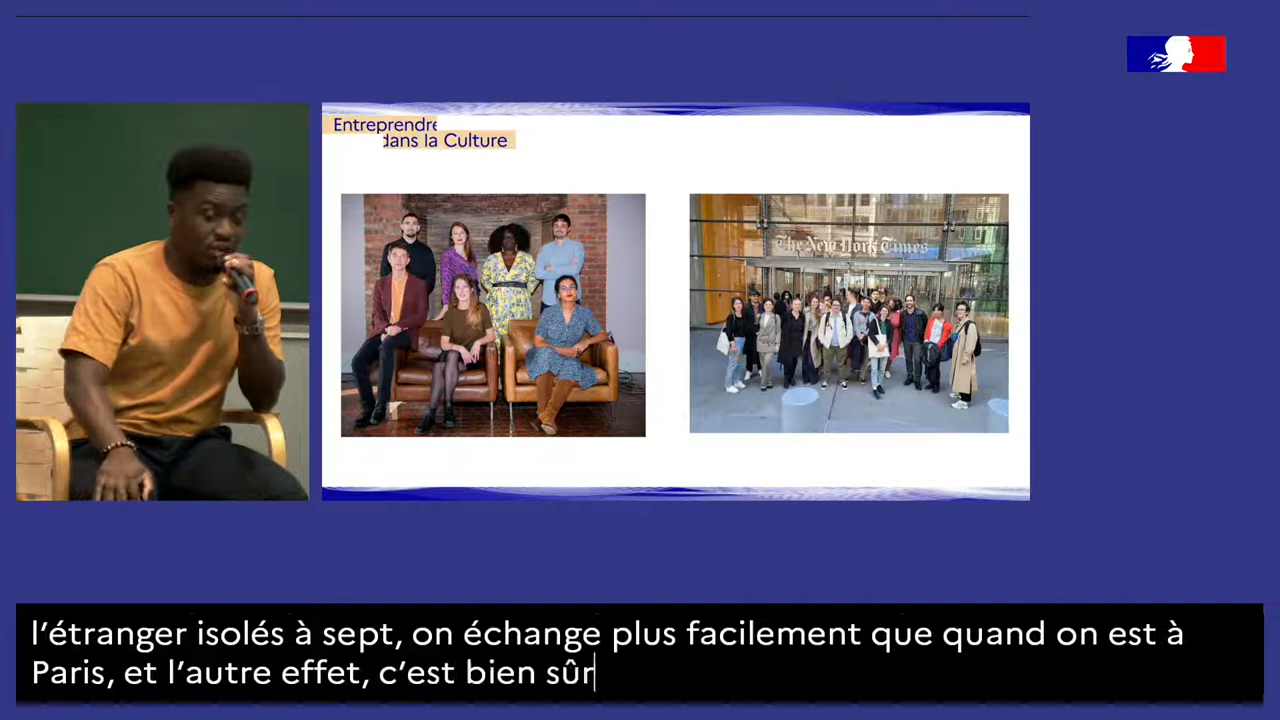 Entreprendre
dans la Culture
The New York Times
l’étranger isolés à sept, on échange plus facilement que quand on est à
Paris, et l’autre effet, c’est bien sûr